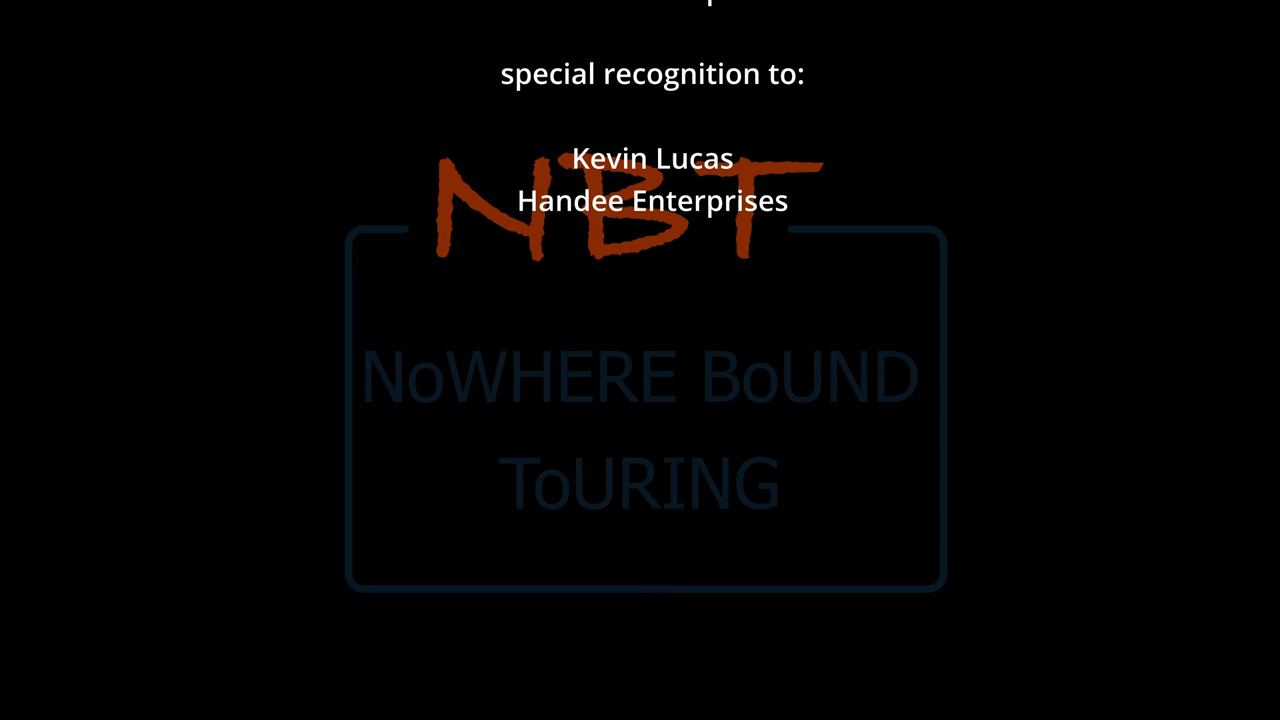 special recognition to:
Kevin Lucas
Handee Enterprises
NBT
NoWHERE BoUND
ToURING